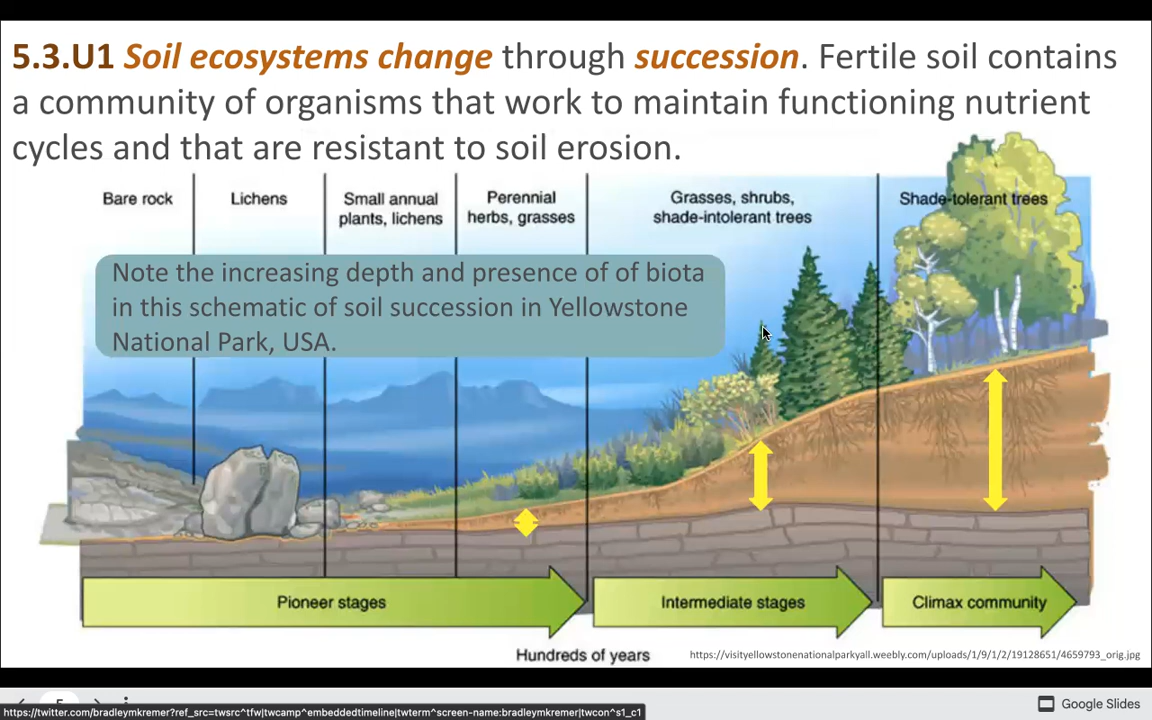 5.3.U1 Soil ecosystems change through succession. Fertile soil contains
a community of organisms that work to maintain functioning nutrient
cycles and that are resistant to soil erosion.
Bare rock
Lichens
Small annual
plants, lichens
Perennial
herbs, grasses
Grasses, shrubs,
shade-intolerant trees
Shade-tolerant trees
Note the increasing depth and presence of of biota
in this schematic of soil succession in Yellowstone
National Park, USA.
Pioneer stages
Intermediate stages
Climax community
Hundreds of years
https://visityellowstonenationalparkyall.weebly.com/uploads/1/9/1/2/19128651/4659793_orig.jpg
5
Google Slides
https://twitter.com/bradleymkremer?ref_src=twsrc^tfw|twcamp^embeddedtimeline|twterm^screen-name:bradleymkremer|twcon^s1_c1